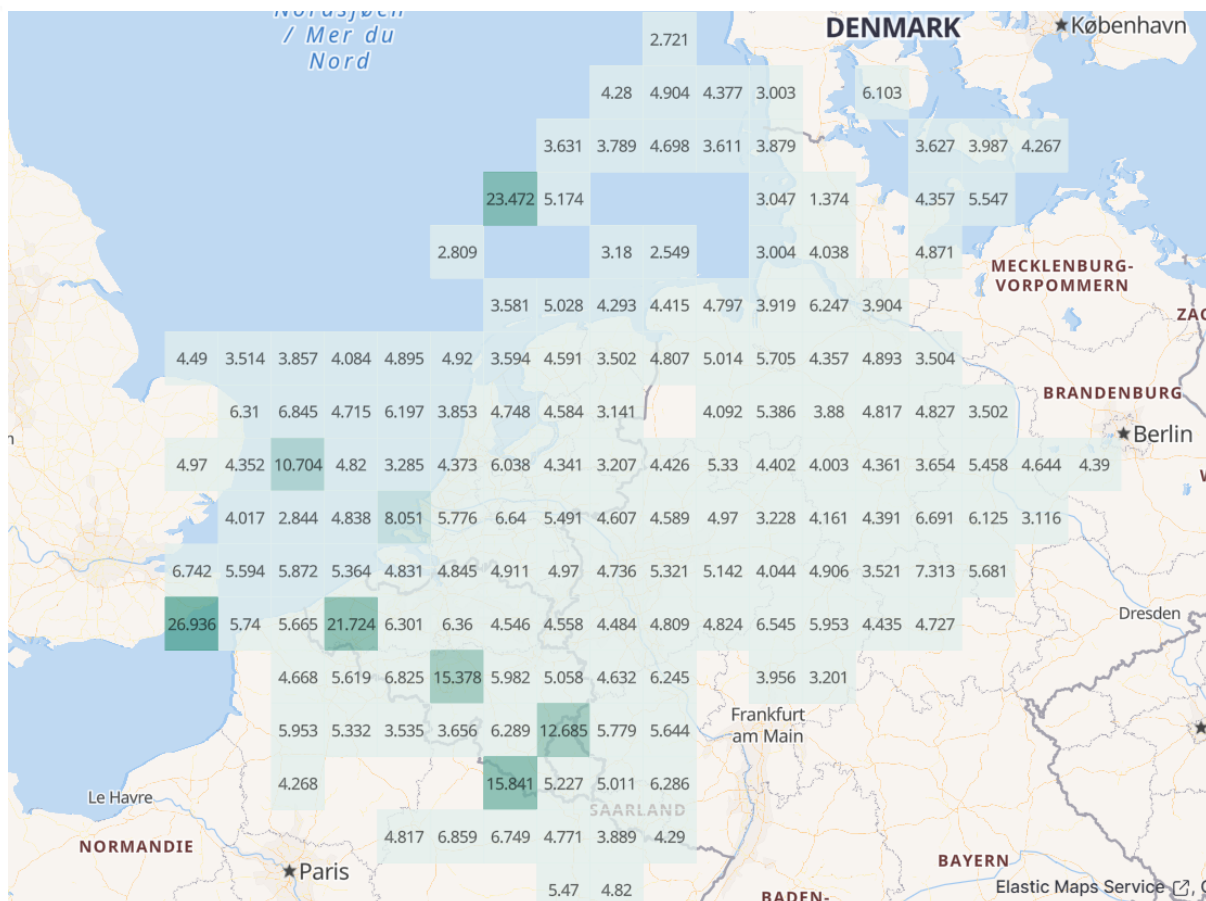 Nordsjøen
/ Mer du
Nord
DENMARK
København
2.721
4.28 4.904 4.377 3.003 6.103
3.631 3.789 4.698 3.611 3.879 3.627 3.987 4.267
23.472 5.174 3.047 1.374 4.357 5.547
2.809 3.18 2.549 3.004 4.038 4.871
MECKLENBURG-
VORPOMMERN
3.581 5.028 4.293 4.415 4.797 3.919 6.247 3.904
4.49 3.514 3.857 4.084 4.895 4.92 3.594 4.591 3.502 4.807 5.014 5.705 4.357 4.893 3.504
BRANDENBURG
6.31 6.845 4.715 6.197 3.853 4.748 4.584 3.141 4.092 5.386 3.88 4.817 4.827 3.502
Berlin
4.97 4.352 10.704 4.82 3.285 4.373 6.038 4.341 3.207 4.426 5.33 4.402 4.003 4.361 3.654 5.458 4.644 4.39
4.017 2.844 4.838 8.051 5.776 6.64 5.491 4.607 4.589 4.97 3.228 4.161 4.391 6.691 6.125 3.116
6.742 5.594 5.872 5.364 4.831 4.845 4.911 4.97 4.736 5.321 5.142 4.044 4.906 3.521 7.313 5.681
Dresden
26.936 5.74 5.665 21.724 6.301 6.36 4.546 4.558 4.484 4.809 4.824 6.545 5.953 4.435 4.727
4.668 5.619 6.825 15.378 5.982 5.058 4.632 6.245 3.956 3.201
Frankfurt
am Main
5.953 5.332 3.535 3.656 6.289 12.685 5.779 5.644
4.268 15.841 5.227 5.011 6.286
Le Havre
SAARLAND
4.817 6.859 6.749 4.771 3.889 4.29
NORMANDIE
BAYERN
Paris
5.47 4.82
Elastic Maps Service
BADEN-